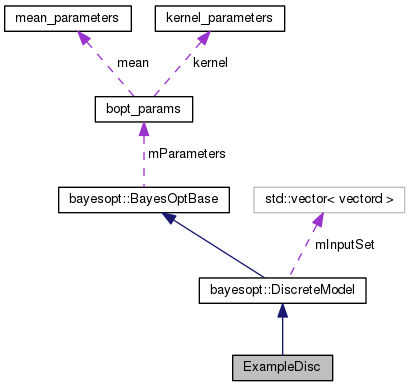 mean_parameters
kernel_parameters
mean
kernel
bopt_params
mParameters
bayesopt::BayesOptBase
std::vector< vectord >
mInputSet
bayesopt::DiscreteModel
ExampleDisc